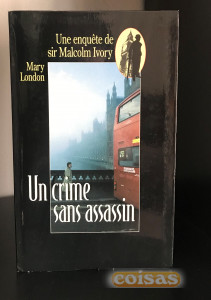 Une enquête de
sir Malcolm Ivory
Mary
London
Un crime
sans assassin
coisas